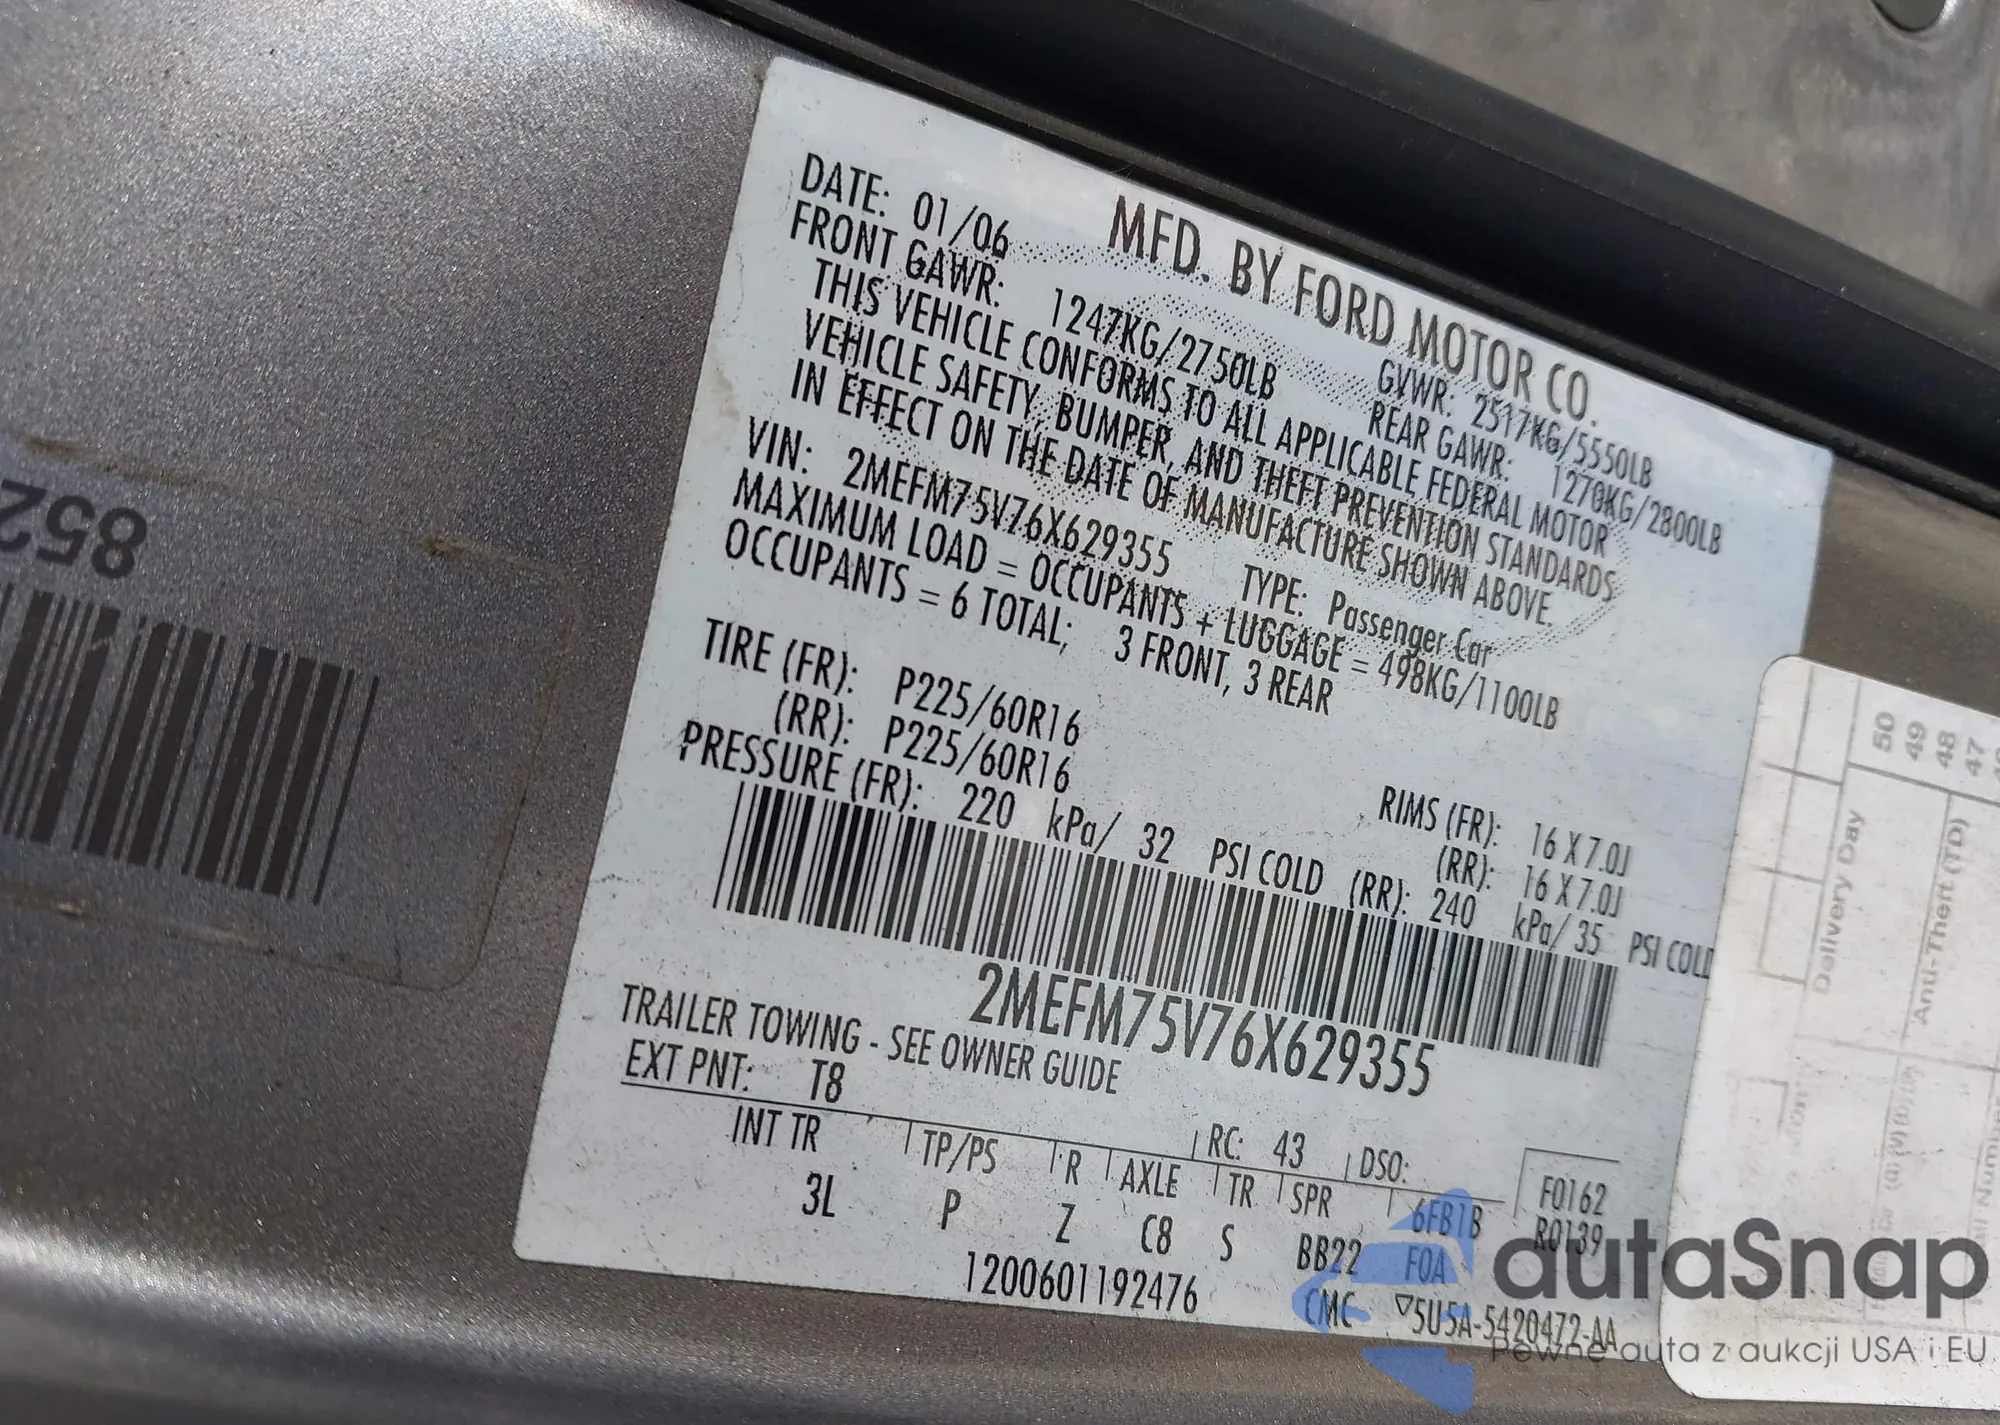 MFD. BY FORD MOTOR CO.
DATE: 01/06 GVWR: 2517KG/5550LB
FRONT GAWR: 1247KG/2750LB REAR GAWR: 1270KG/2800LB
THIS VEHICLE CONFORMS TO ALL APPLICABLE FEDERAL MOTOR
VEHICLE SAFETY, BUMPER, AND THEFT PREVENTION STANDARDS
IN EFFECT ON THE DATE OF MANUFACTURE SHOWN ABOVE.
VIN: 2MEFM75V76X629355 TYPE: Passenger Car
MAXIMUM LOAD = OCCUPANTS + LUGGAGE = 498KG/1100LB
OCCUPANTS = 6 TOTAL; 3 FRONT, 3 REAR
TIRE (FR): P225/60R16 RIMS (FR): 16 X 7.0J
(RR): P225/60R16 (RR): 16 X 7.0J
PRESSURE (FR): 220 kPa/ 32 PSI COLD (RR): 240 kPa/ 35 PSI COLD
2MEFM75V76X629355
TRAILER TOWING - SEE OWNER GUIDE
EXT PNT: T8 RC: 43 DSO: F0162
INT TR TP/PS R AXLE TR SPR 6FB1B R0139
3L P Z C8 S BB22 F0A
1200601192476 CMC ▽5U5A-5420472-AA
852
50
49
48
47
Delivery Day
Anti-Theft (TD)
autaSnap
Pewne auta z aukcji USA i EU